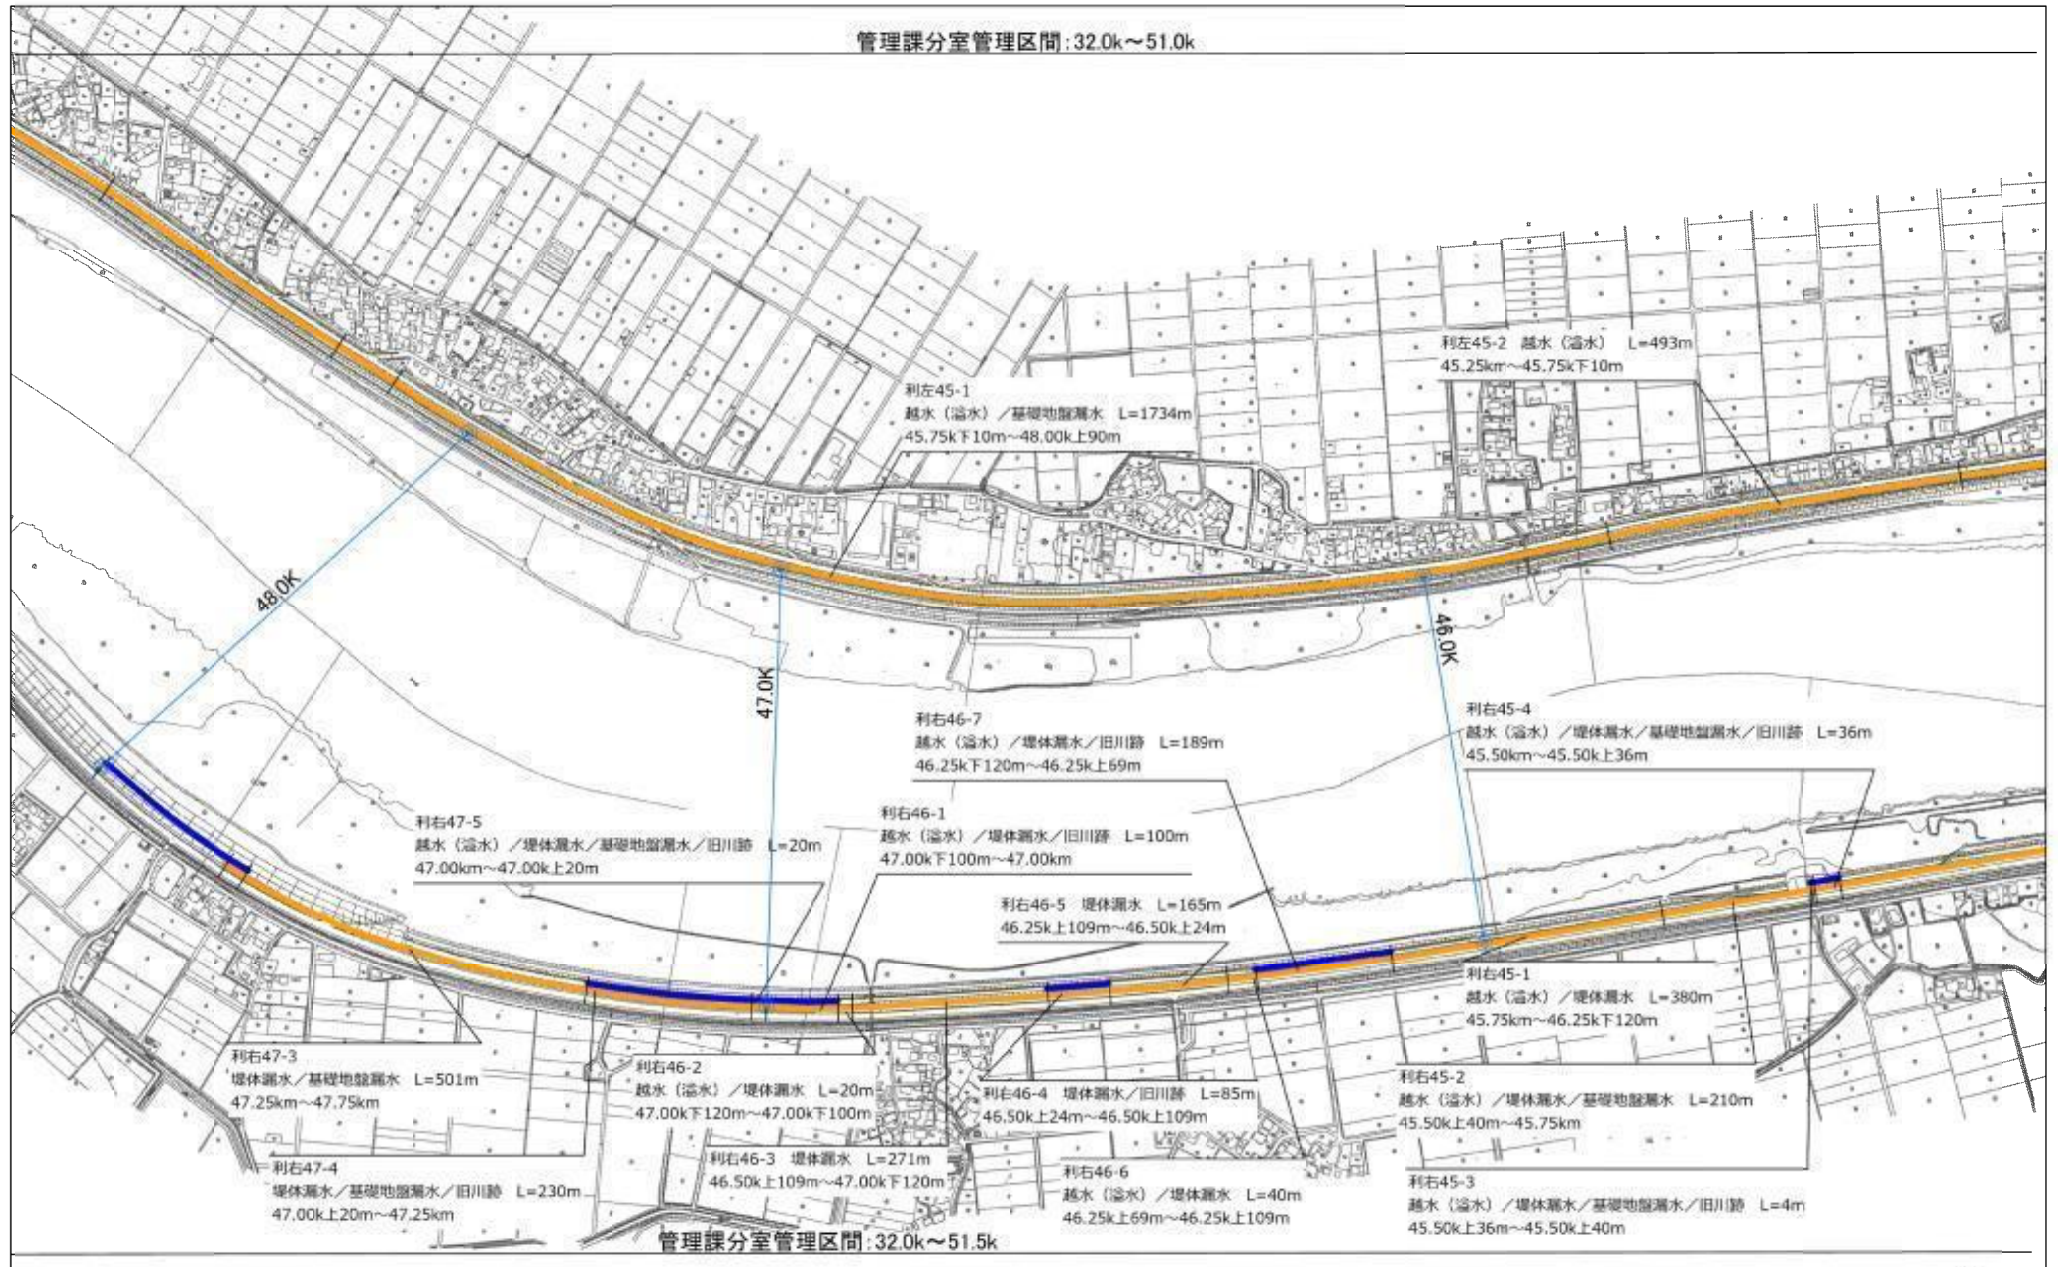 管理課分室管理区間:32.0k～51.0k
利左45-2 越水（溢水） L=493m
45.25km～45.75k下10m
利左45-1
越水（溢水）／基礎地盤漏水 L=1734m
45.75k下10m～48.00k上90m
48.0K
47.0K
46.0K
利右46-7
越水（溢水）／堤体漏水／旧川跡 L=189m
46.25k下120m～46.25k上69m
利右45-4
越水（溢水）／堤体漏水／基礎地盤漏水／旧川跡 L=36m
45.50km～45.50k上36m
利右47-5
越水（溢水）／堤体漏水／基礎地盤漏水／旧川跡 L=20m
47.00km～47.00k上20m
利右46-1
越水（溢水）／堤体漏水／旧川跡 L=100m
47.00k下100m～47.00km
利右46-5 堤体漏水 L=165m
46.25k上109m～46.50k上24m
利右45-1
越水（溢水）／堤体漏水 L=380m
45.75km～46.25k下120m
利右47-3
堤体漏水／基礎地盤漏水 L=501m
47.25km～47.75km
利右46-2
越水（溢水）／堤体漏水 L=20m
47.00k下120m～47.00k下100m
利右46-4 堤体漏水／旧川跡 L=85m
46.50k上24m～46.50k上109m
利右45-2
越水（溢水）／堤体漏水／基礎地盤漏水 L=210m
45.50k上40m～45.75km
利右47-4
堤体漏水／基礎地盤漏水／旧川跡 L=230m
47.00k上20m～47.25km
利右46-3 堤体漏水 L=271m
46.50k上109m～47.00k下120m
利右46-6
越水（溢水）／堤体漏水 L=40m
46.25k上69m～46.25k上109m
利右45-3
越水（溢水）／堤体漏水／基礎地盤漏水／旧川跡 L=4m
45.50k上36m～45.50k上40m
管理課分室管理区間:32.0k～51.5k